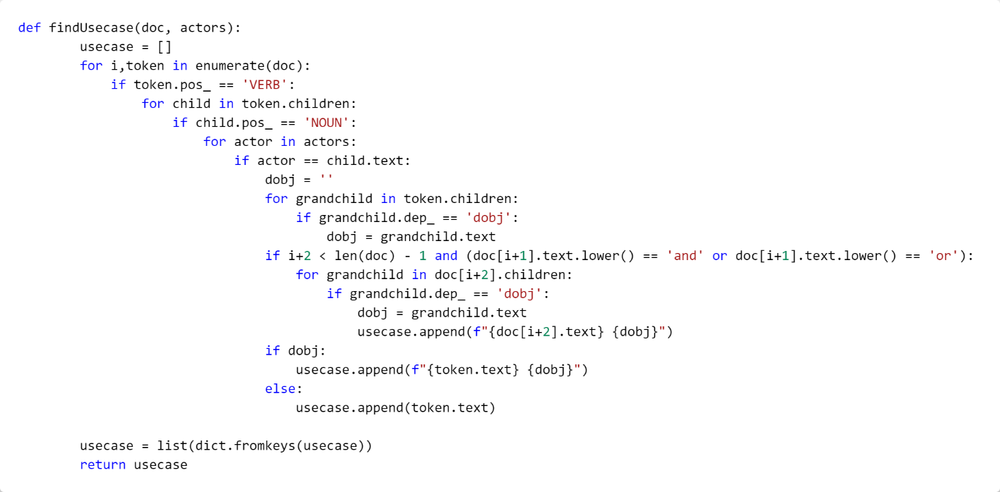 def findUsecase(doc, actors):
        usecase = []
        for i,token in enumerate(doc):
            if token.pos_ == 'VERB':
                for child in token.children:
                    if child.pos_ == 'NOUN':
                        for actor in actors:
                            if actor == child.text:
                                dobj = ''
                                for grandchild in token.children:
                                    if grandchild.dep_ == 'dobj':
                                        dobj = grandchild.text
                                if i+2 < len(doc) - 1 and (doc[i+1].text.lower() == 'and' or doc[i+1].text.lower() == 'or'):
                                    for grandchild in doc[i+2].children:
                                        if grandchild.dep_ == 'dobj':
                                            dobj = grandchild.text
                                            usecase.append(f"{doc[i+2].text} {dobj}")
                                if dobj:
                                    usecase.append(f"{token.text} {dobj}")
                                else:
                                    usecase.append(token.text)

        usecase = list(dict.fromkeys(usecase))
        return usecase